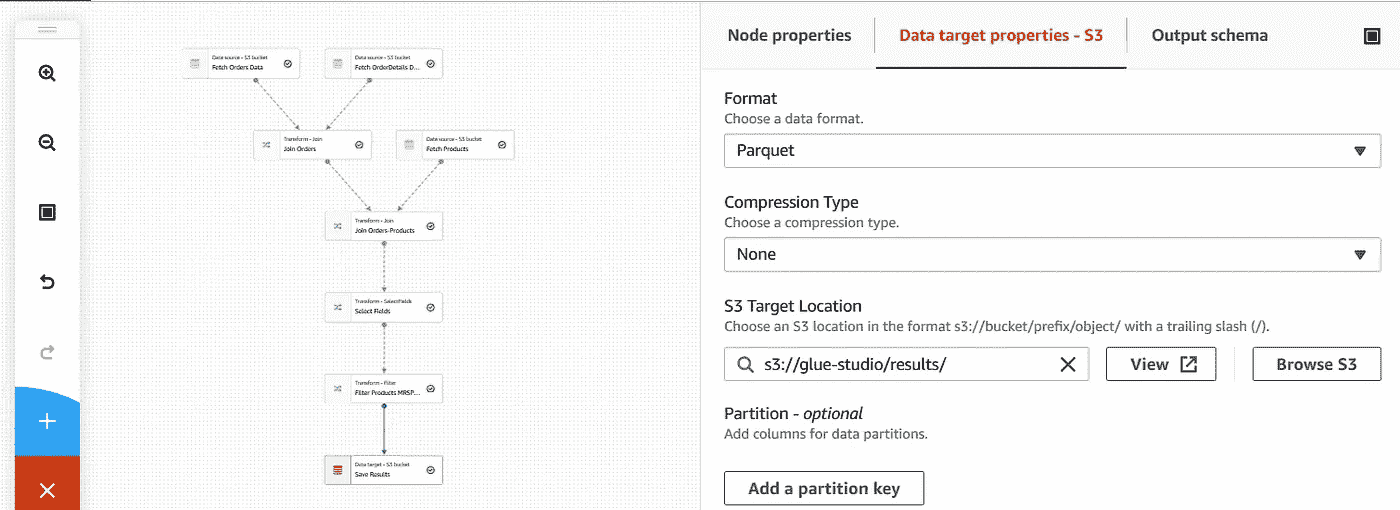 Data source - S3 bucket
Fetch Orders Data
Data source - S3 bucket
Fetch OrderDetails D...
Transform - Join
Join Orders
Data source - S3 bucket
Fetch Products
Transform - Join
Join Orders-Products
Transform - SelectFields
Select Fields
Transform - Filter
Filter Products MRSP...
Data target - S3 bucket
Save Results
Node properties
Data target properties - S3
Output schema
Format
Choose a data format.
Parquet
Compression Type
Choose a compression type.
None
S3 Target Location
Choose an S3 location in the format s3://bucket/prefix/object/ with a trailing slash (/).
s3://glue-studio/results/
View
Browse S3
Partition - optional
Add columns for data partitions.
Add a partition key